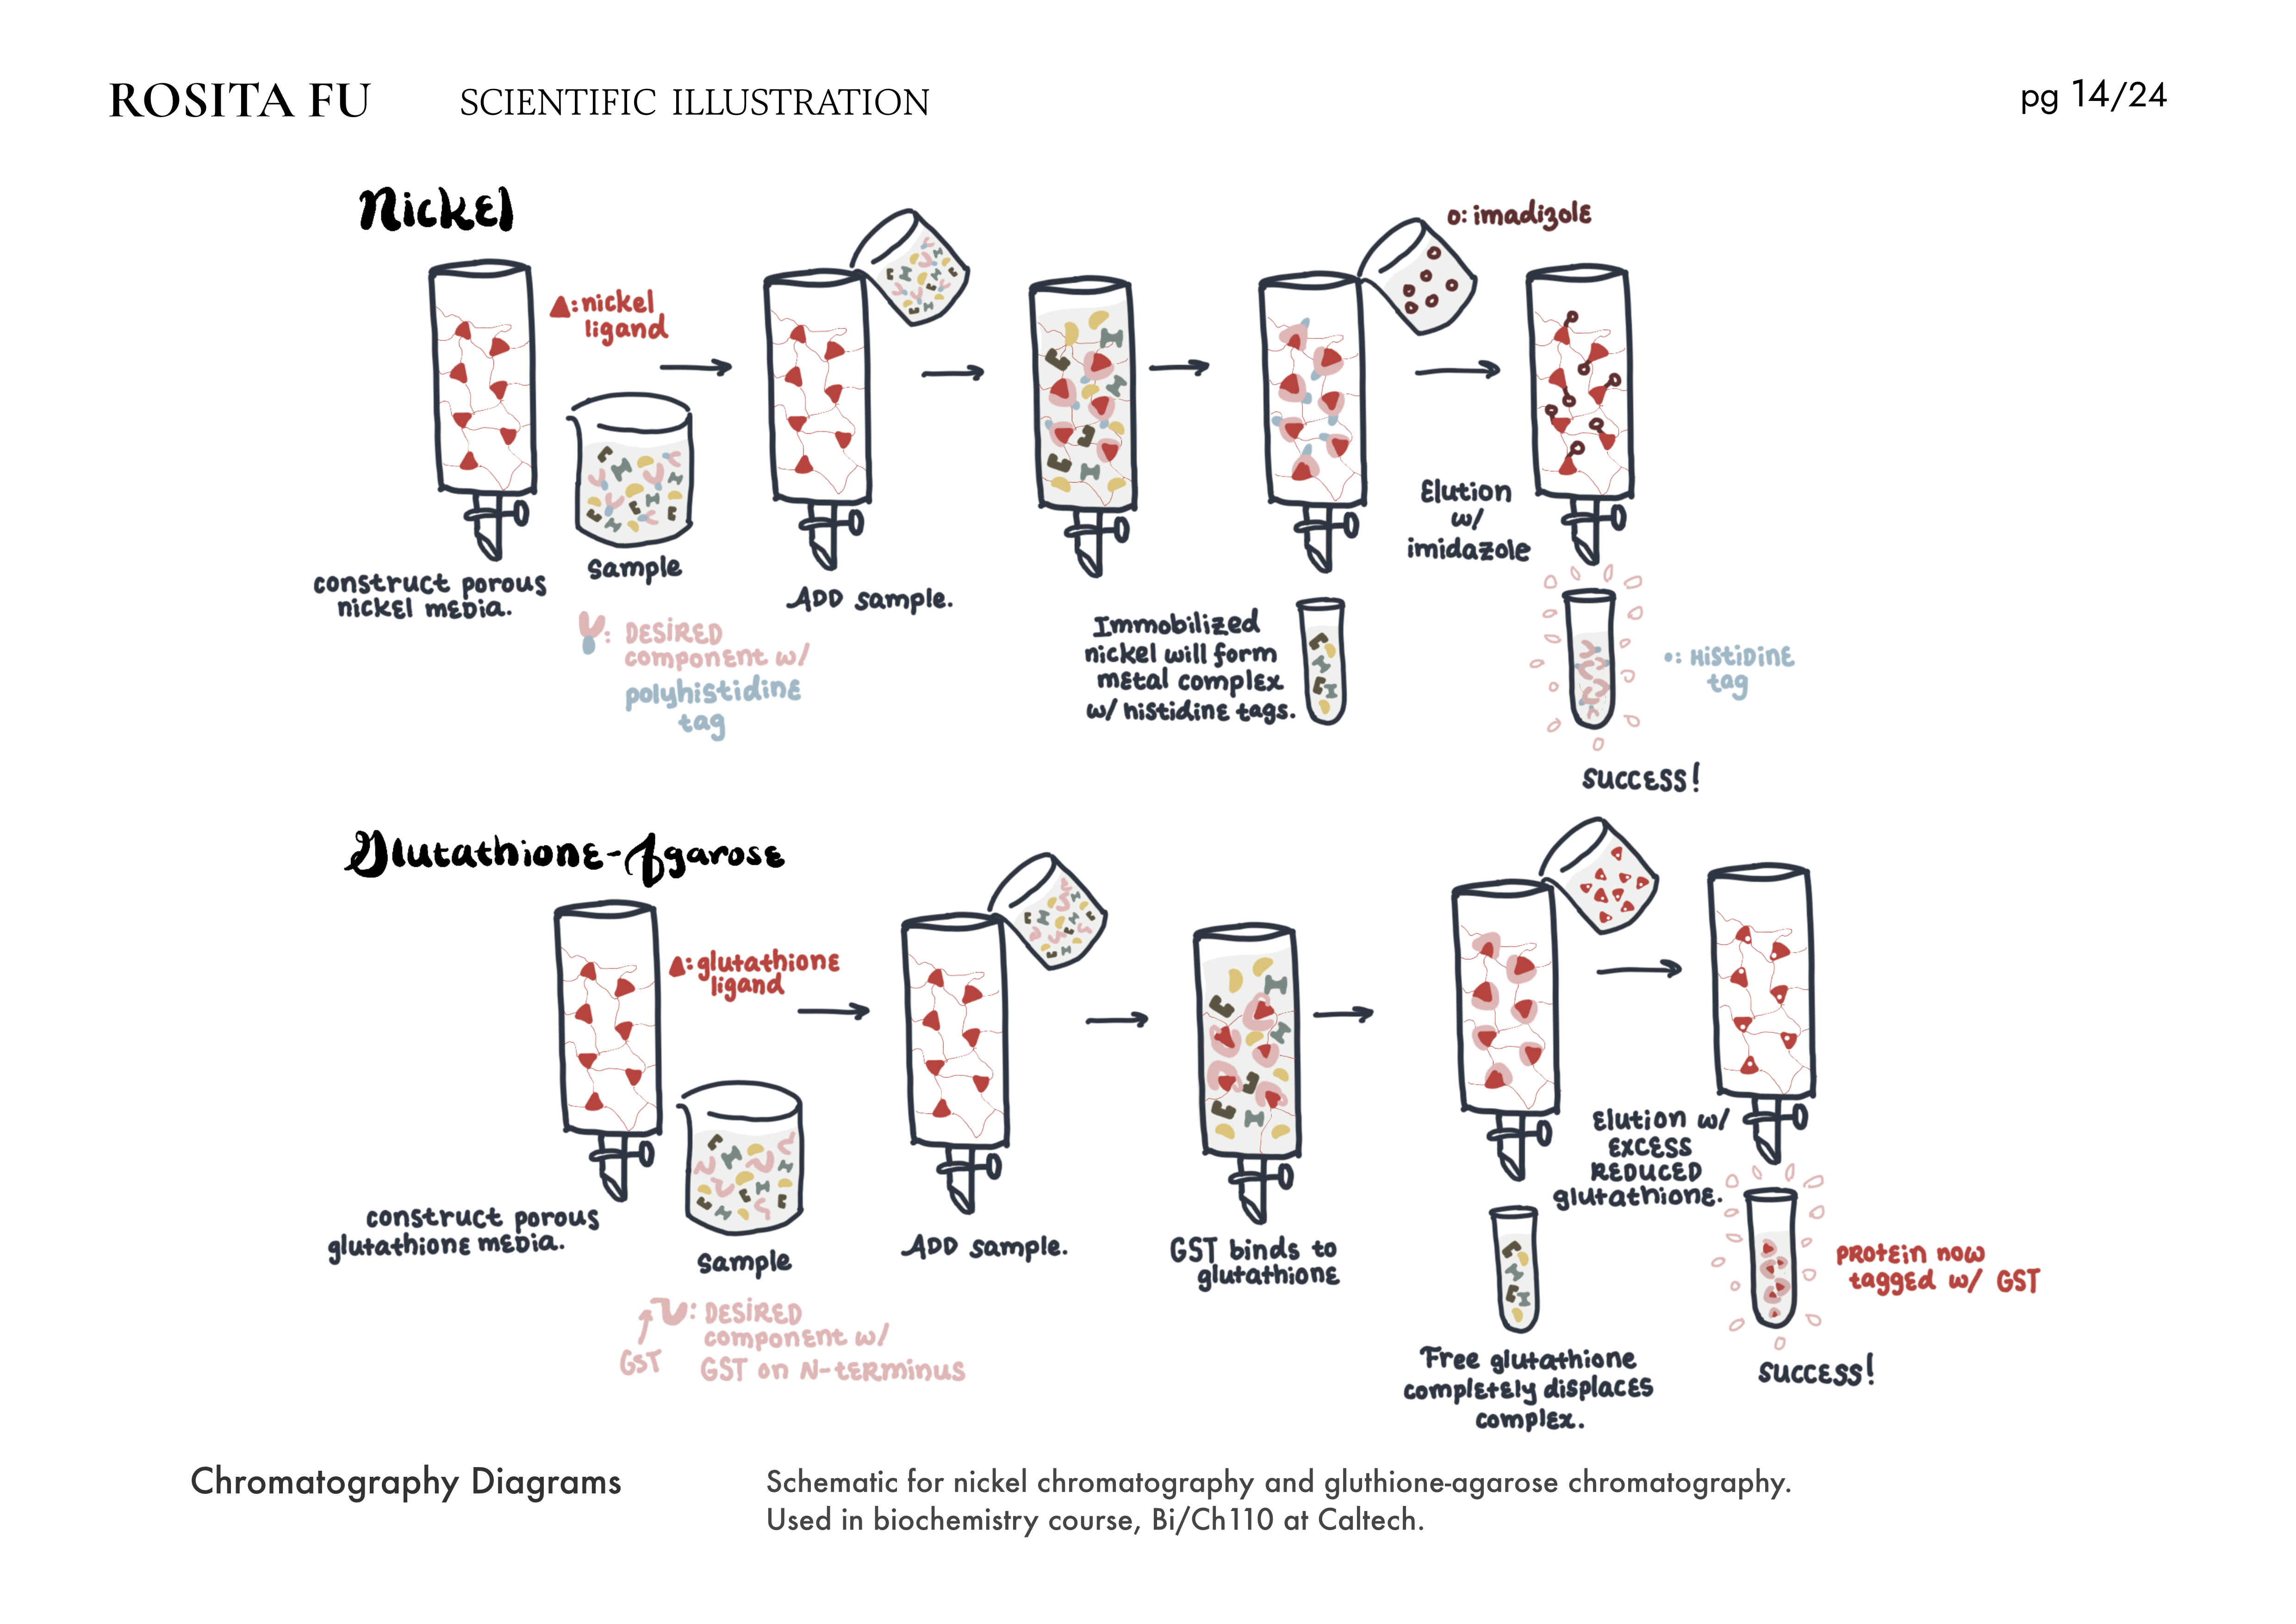 ROSITA FU SCIENTIFIC ILLUSTRATION pg 14/24
Nickel
▲: nickel
ligand
o: imadizole
construct porous
nickel media.
sample
: DESIRED
component w/
polyhistidine
tag
ADD sample.
Immobilized
nickel will form
metal complex
w/ histidine tags.
Elution
w/
imidazole
•: Histidine
tag
success!
Glutathione-Agarose
▲: glutathione
ligand
construct porous
glutathione media.
sample
GST
: DESIRED
component w/
GST on N-terminus
ADD sample.
GST binds to
glutathione
Free glutathione
completely displaces
complex.
Elution w/
EXCESS
REDUCED
glutathione.
PROtein now
tagged w/ GST
success!
Chromatography Diagrams
Schematic for nickel chromatography and gluthione-agarose chromatography.
Used in biochemistry course, Bi/Ch110 at Caltech.